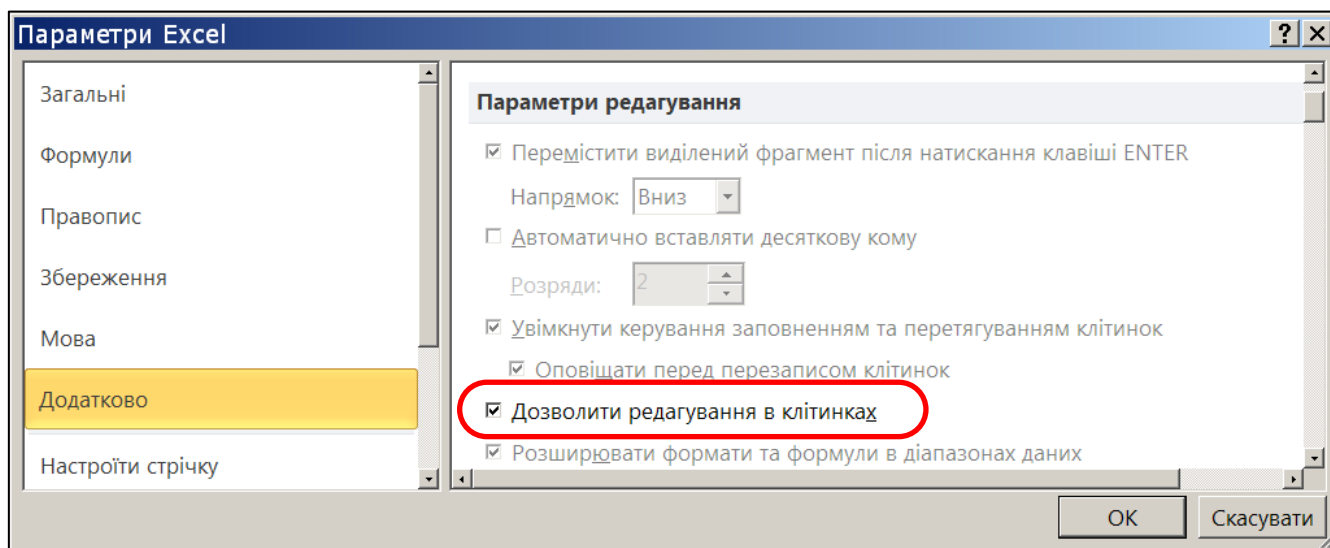 Параметри Excel
Загальні
Формули
Правопис
Збереження
Мова
Додатково
Настроїти стрічку
Параметри редагування
Перемістити виділений фрагмент після натискання клавіші ENTER
Напрямок: Вниз
Автоматично вставляти десяткову кому
Розряди: 2
Увімкнути керування заповненням та перетягуванням клітинок
Оповіщати перед перезаписом клітинок
Дозволити редагування в клітинках
Розширювати формати та формули в діапазонах даних
ОК Скасувати